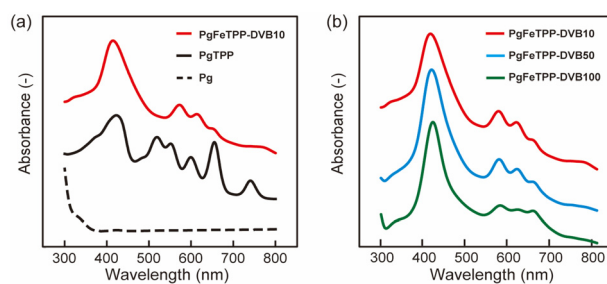 (a)
PgFeTPP-DVB10
PgTPP
Pg
Absorbance (-)
300 400 500 600 700 800
Wavelength (nm)
(b)
PgFeTPP-DVB10
PgFeTPP-DVB50
PgFeTPP-DVB100
Absorbance (-)
300 400 500 600 700 800
Wavelength (nm)